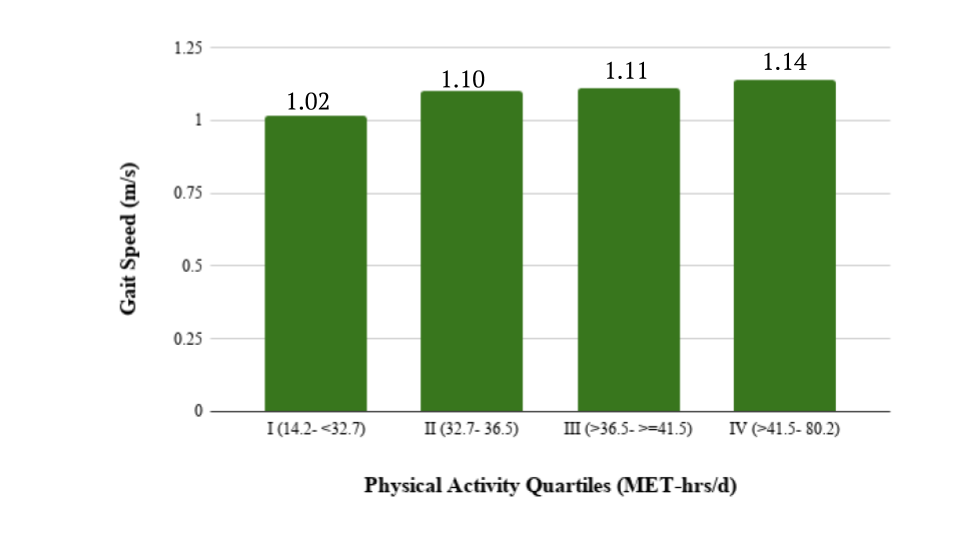 1.25
1.14
1.11
1.10
1.02
1
0.75
0.5
0.25
0
Gait Speed (m/s)
I (14.2- <32.7)
II (32.7- 36.5)
III (>36.5- >=41.5)
IV (>41.5- 80.2)
Physical Activity Quartiles (MET-hrs/d)